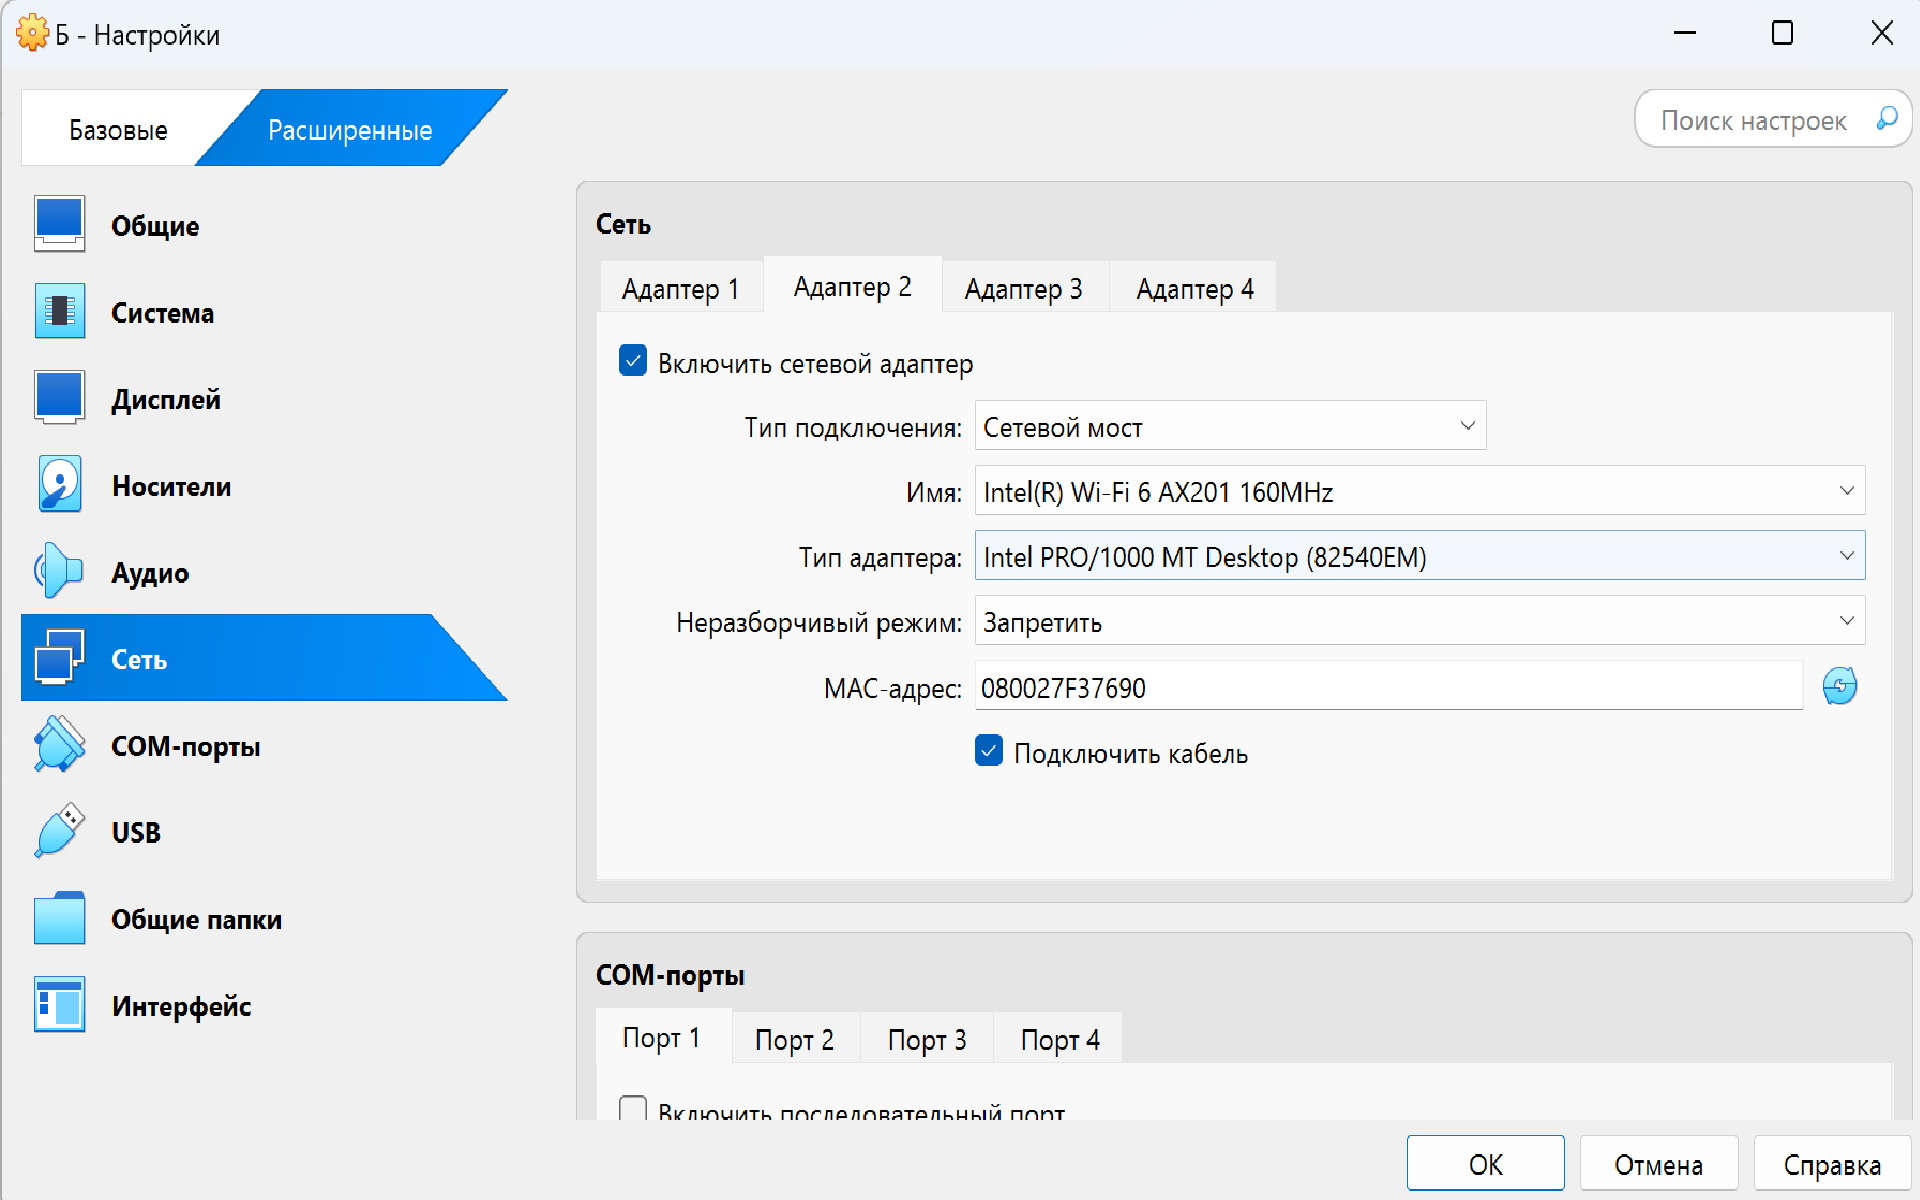 Б - Настройки
Базовые
Расширенные
Поиск настроек
Общие
Система
Дисплей
Носители
Аудио
Сеть
COM-порты
USB
Общие папки
Интерфейс
Сеть
Адаптер 1
Адаптер 2
Адаптер 3
Адаптер 4
Включить сетевой адаптер
Тип подключения:
Сетевой мост
Имя:
Intel(R) Wi-Fi 6 AX201 160MHz
Тип адаптера:
Intel PRO/1000 MT Desktop (82540EM)
Неразборчивый режим:
Запретить
MAC-адрес:
080027F37690
Подключить кабель
COM-порты
Порт 1
Порт 2
Порт 3
Порт 4
Включить последовательный порт
OK
Отмена
Справка